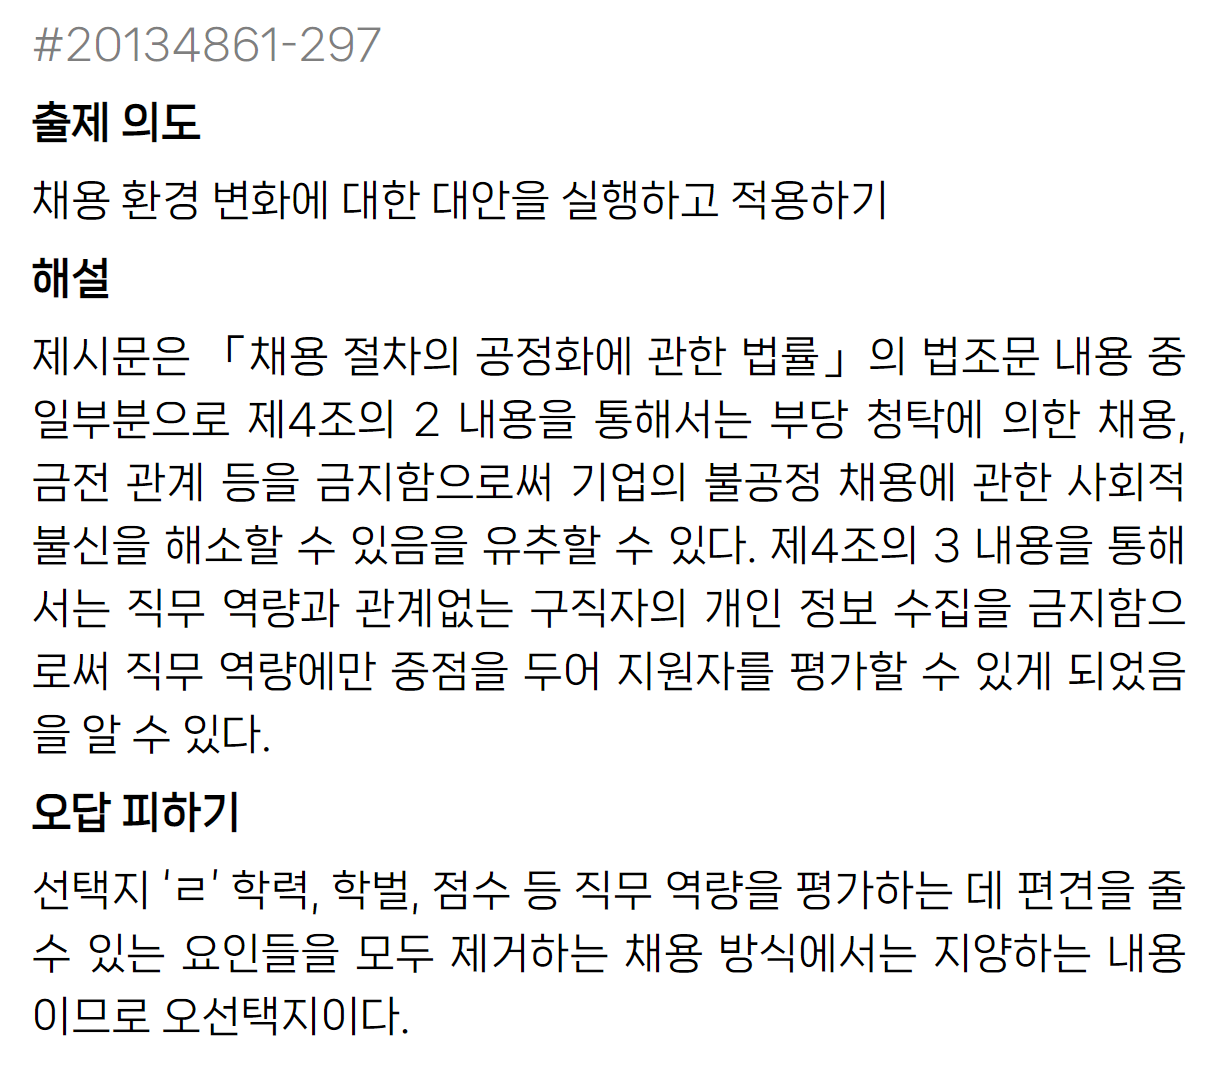 #20134861-297
출제 의도
채용 환경 변화에 대한 대안을 실행하고 적용하기
해설
제시문은 「채용 절차의 공정화에 관한 법률」의 법조문 내용 중
일부분으로 제4조의 2 내용을 통해서는 부당 청탁에 의한 채용,
금전 관계 등을 금지함으로써 기업의 불공정 채용에 관한 사회적
불신을 해소할 수 있음을 유추할 수 있다. 제4조의 3 내용을 통해
서는 직무 역량과 관계없는 구직자의 개인 정보 수집을 금지함으
로써 직무 역량에만 중점을 두어 지원자를 평가할 수 있게 되었음
을 알 수 있다.
오답 피하기
선택지 ‘ㄹ’ 학력, 학벌, 점수 등 직무 역량을 평가하는 데 편견을 줄
수 있는 요인들을 모두 제거하는 채용 방식에서는 지양하는 내용
이므로 오선택지이다.